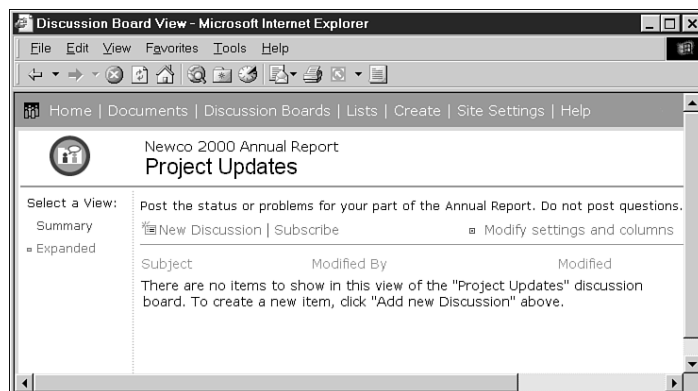 Discussion Board View - Microsoft Internet Explorer
File Edit View Favorites Tools Help
Home | Documents | Discussion Boards | Lists | Create | Site Settings | Help
Newco 2000 Annual Report
Project Updates
Select a View:
Summary
Expanded
Post the status or problems for your part of the Annual Report. Do not post questions.
New Discussion | Subscribe
Modify settings and columns
Subject Modified By Modified
There are no items to show in this view of the "Project Updates" discussion
board. To create a new item, click "Add new Discussion" above.